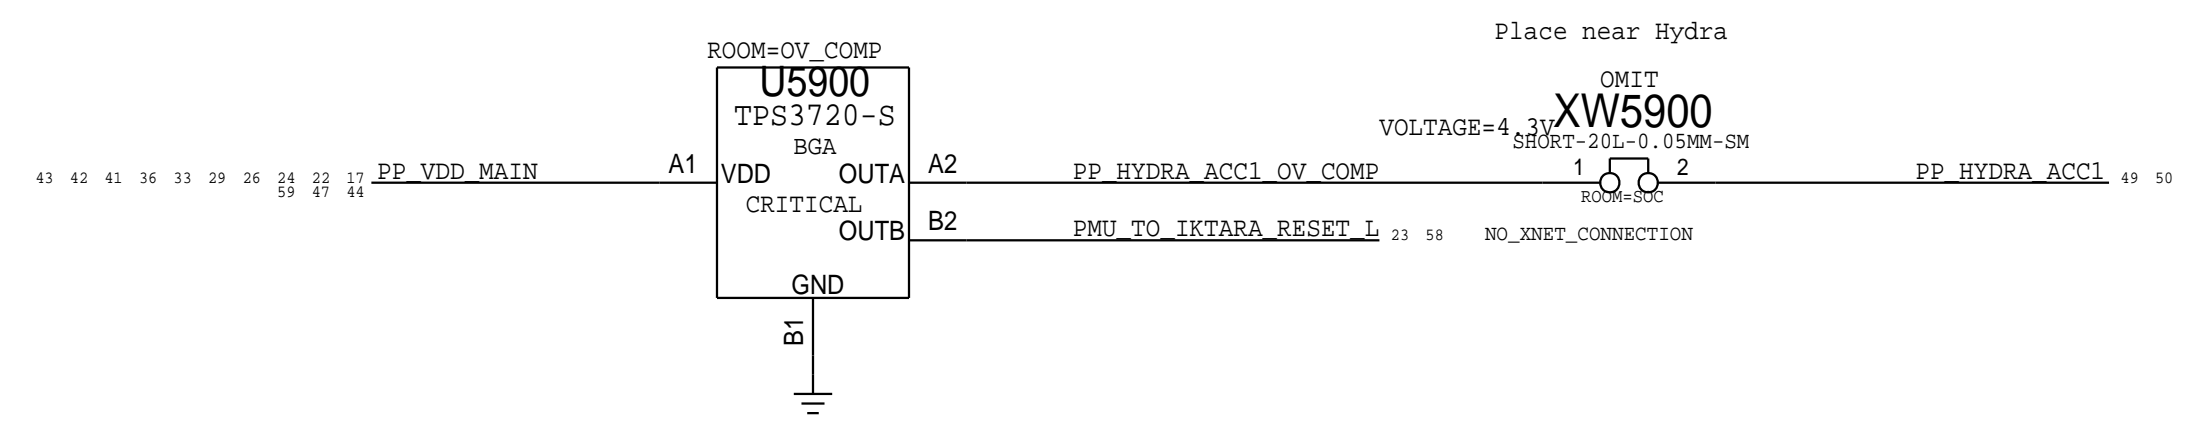 Place near Hydra
ROOM=OV_COMP
U5900
TPS3720-S
BGA
OMIT
XW5900
VOLTAGE=4.3V
SHORT-20L-0.05MM-SM
43 42 41 36 33 29 26 24 22 17 PP_VDD_MAIN
59 47 44
A1 VDD OUTA A2 PP_HYDRA_ACC1_OV_COMP 1 2 PP_HYDRA_ACC1 49 50
ROOM=SOC
CRITICAL
OUTB B2 PMU_TO_IKTARA_RESET_L 23 58 NO_XNET_CONNECTION
GND
B1